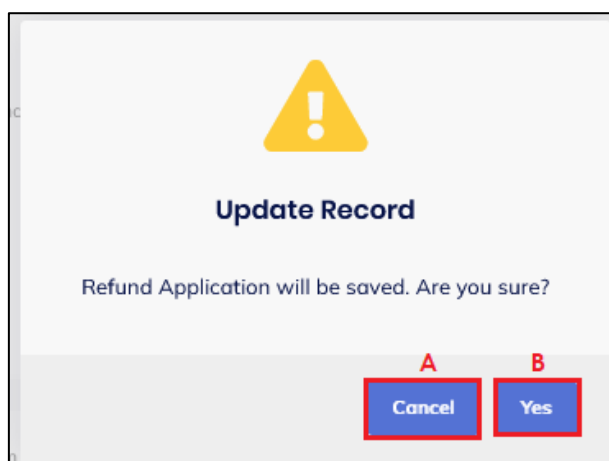 Update Record
Refund Application will be saved. Are you sure?
A B
Cancel Yes